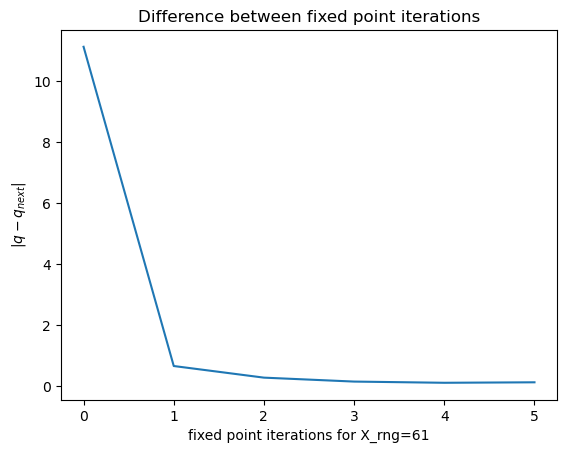 Difference between fixed point iterations
|q − q_next|
10
8
6
4
2
0
0 1 2 3 4 5
fixed point iterations for X_rng=61